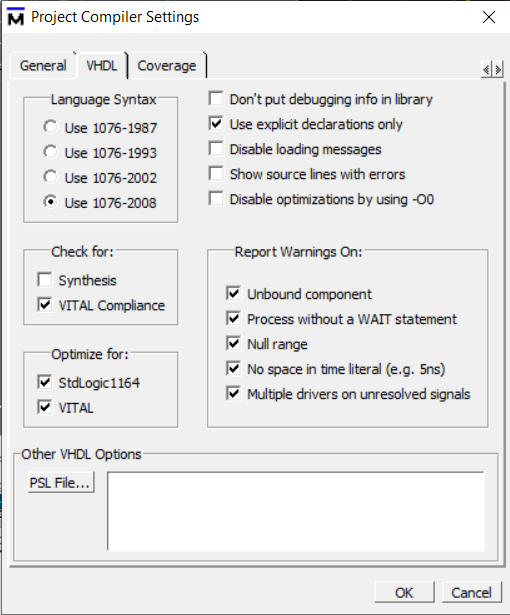 Project Compiler Settings
General
VHDL
Coverage
Language Syntax
Use 1076-1987
Use 1076-1993
Use 1076-2002
Use 1076-2008
Don't put debugging info in library
Use explicit declarations only
Disable loading messages
Show source lines with errors
Disable optimizations by using -O0
Check for:
Synthesis
VITAL Compliance
Optimize for:
StdLogic1164
VITAL
Report Warnings On:
Unbound component
Process without a WAIT statement
Null range
No space in time literal (e.g. 5ns)
Multiple drivers on unresolved signals
Other VHDL Options
PSL File...
OK
Cancel